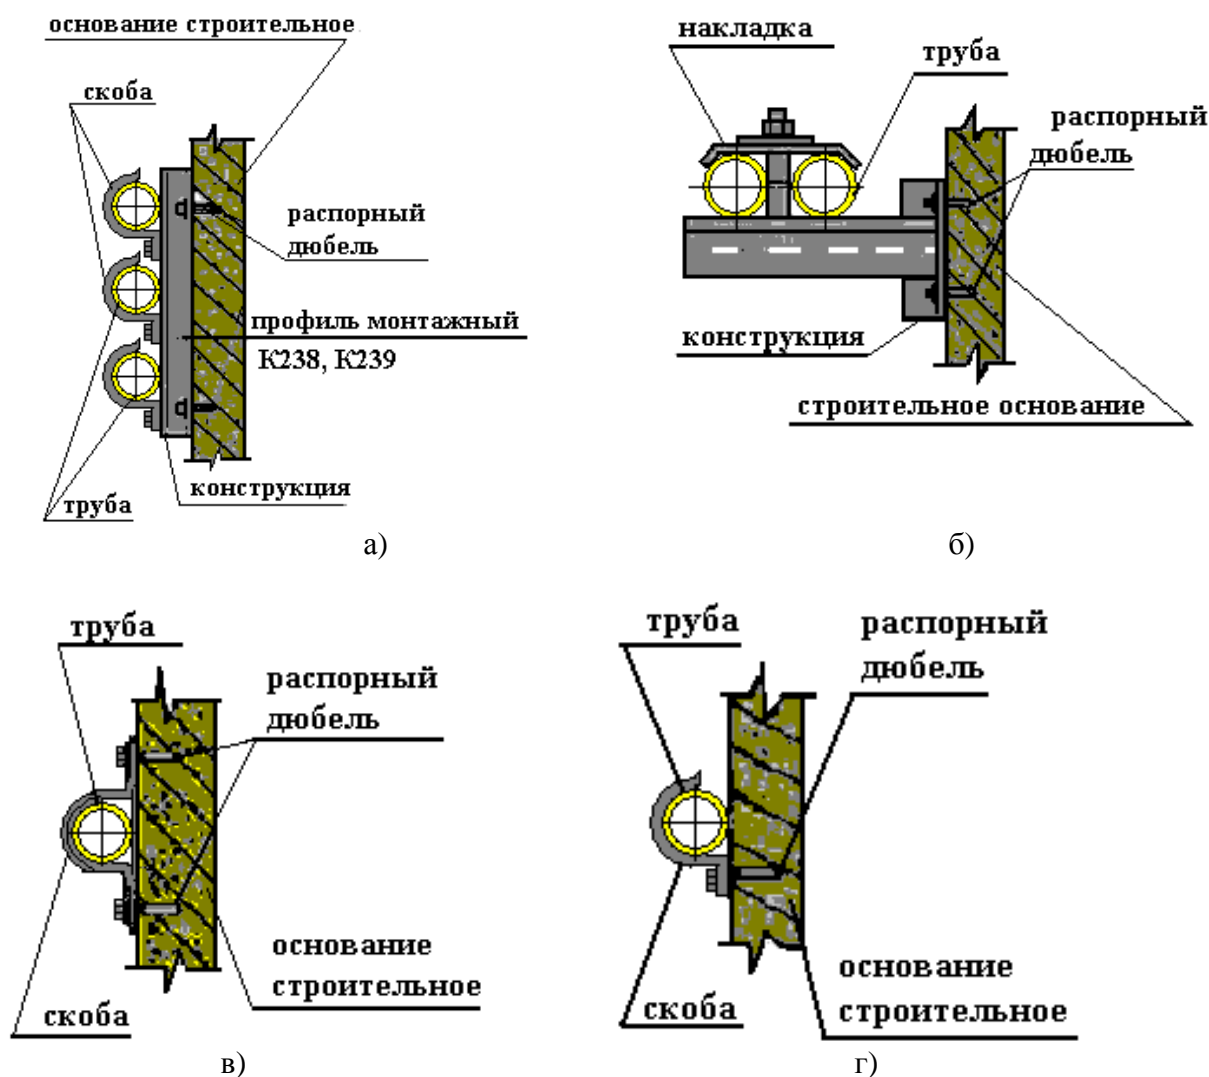 основание строительное
скоба
распорный
дюбель
профиль монтажный
К238, К239
конструкция
труба
а)
накладка
труба
распорный
дюбель
конструкция
строительное основание
б)
труба
распорный
дюбель
основание
строительное
скоба
в)
труба
распорный
дюбель
основание
строительное
скоба
г)